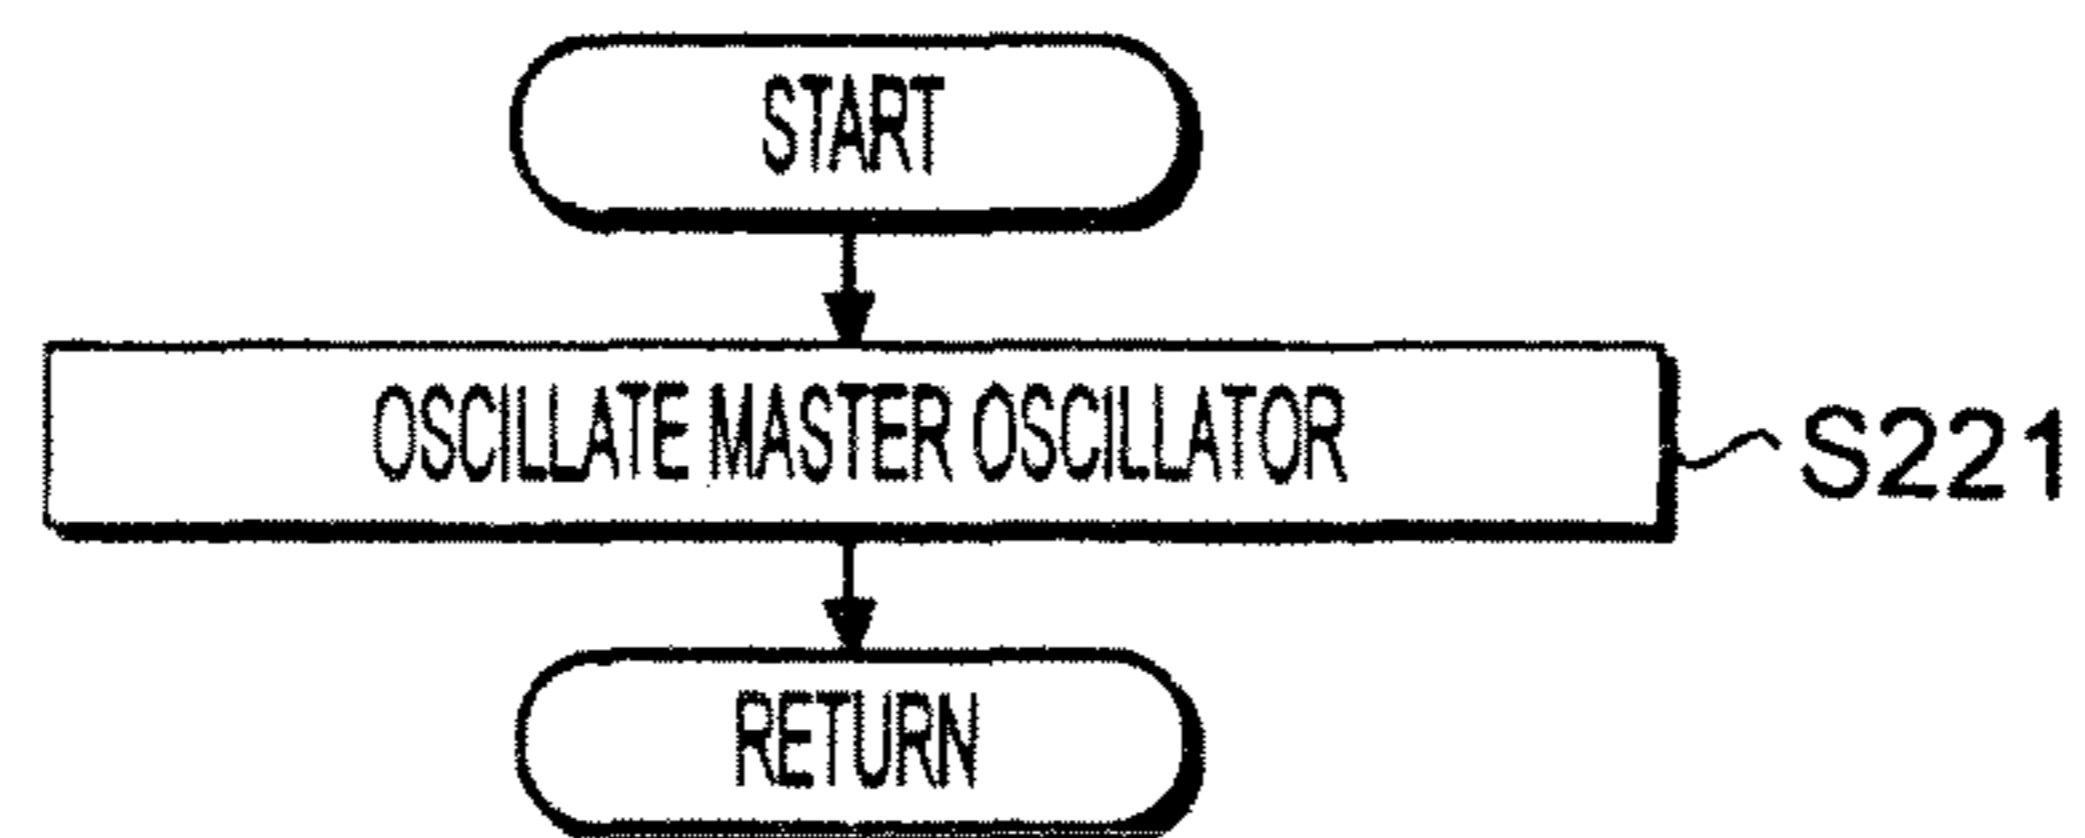 START
OSCILLATE MASTER OSCILLATOR
S221
RETURN